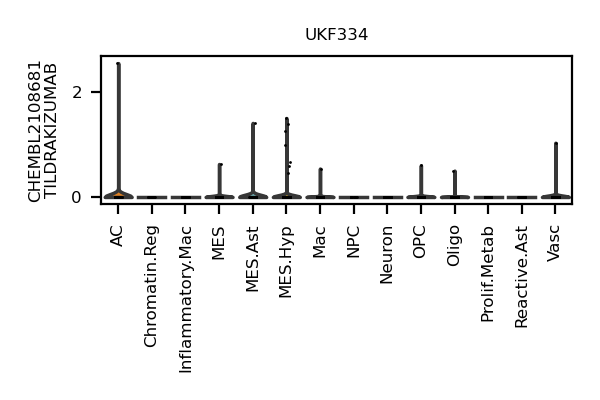 UKF334
CHEMBL2108681
TILDRAKIZUMAB
2
0
AC
Chromatin.Reg
Inflammatory.Mac
MES
MES.Ast
MES.Hyp
Mac
NPC
Neuron
OPC
Oligo
Prolif.Metab
Reactive.Ast
Vasc